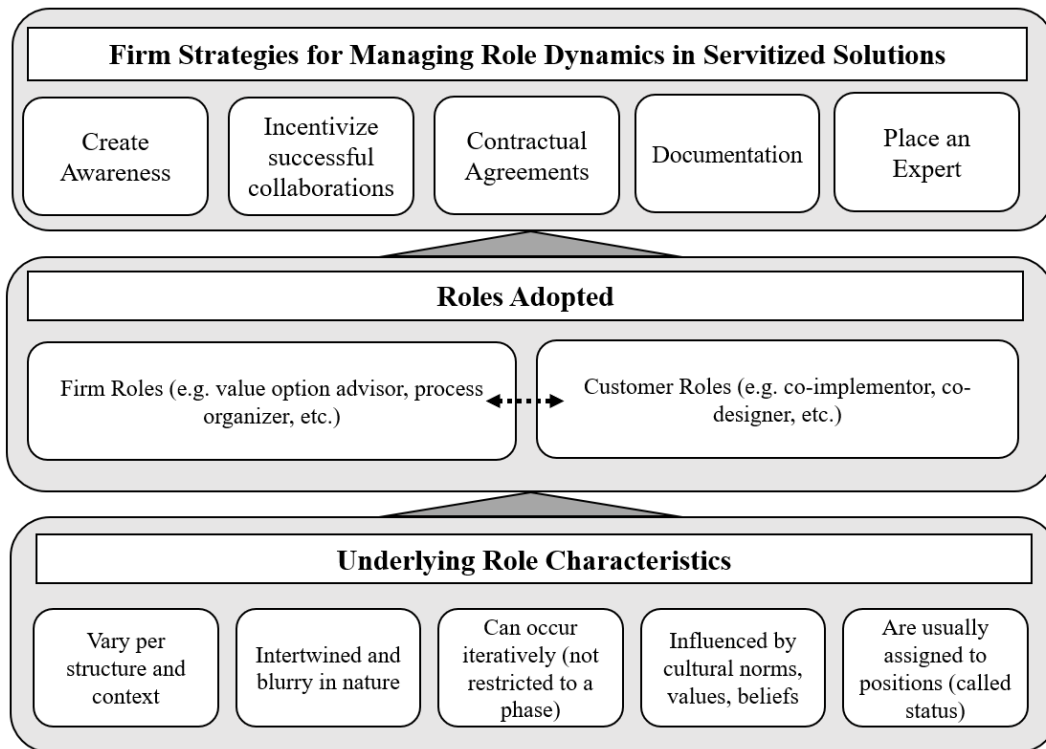 Firm Strategies for Managing Role Dynamics in Servitized Solutions
Create
Awareness
Incentivize
successful
collaborations
Contractual
Agreements
Documentation
Place an
Expert
Roles Adopted
Firm Roles (e.g. value option advisor, process
organizer, etc.)
Customer Roles (e.g. co-implementor, co-
designer, etc.)
Underlying Role Characteristics
Vary per
structure and
context
Intertwined and
blurry in nature
Can occur
iteratively (not
restricted to a
phase)
Influenced by
cultural norms,
values, beliefs
Are usually
assigned to
positions (called
status)